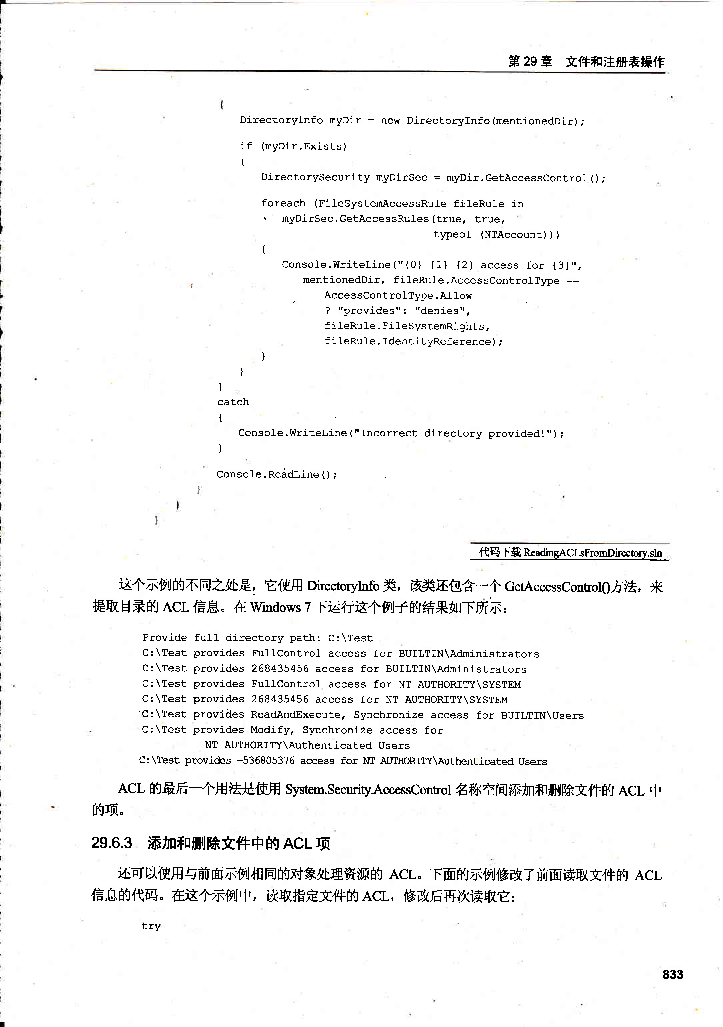 第 29 章 文件和注册表操作
{
DirectoryInfo myDir = new DirectoryInfo(mentionedDir);
if (myDir.Exists)
{
DirectorySecurity myDirSec = myDir.GetAccessControl();
foreach (FileSystemAccessRule fileRule in
myDirSec.GetAccessRules(true, true,
typeof (NTAccount)))
{
Console.WriteLine("{0} {1} {2} access for {3}",
mentionedDir, fileRule.AccessControlType ==
AccessControlType.Allow
? "provides": "denies",
fileRule.FileSystemRights,
fileRule.IdentityReference);
}
}
}
catch
{
Console.WriteLine("Incorrect directory provided!");
}
Console.ReadLine();
}
}
}
代码下载 ReadingACLsFromDirectory.sln
这个示例的不同之处是，它使用 DirectoryInfo 类，该类还包含一个 GetAccessControl()方法，来
提取目录的 ACL 信息。在 Windows 7 下运行这个例子的结果如下所示：
Provide full directory path: C:\Test
C:\Test provides FullControl access for BUILTIN\Administrators
C:\Test provides 268435456 access for BUILTIN\Administrators
C:\Test provides FullControl access for NT AUTHORITY\SYSTEM
C:\Test provides 268435456 access for NT AUTHORITY\SYSTEM
C:\Test provides ReadAndExecute, Synchronize access for BUILTIN\Users
C:\Test provides Modify, Synchronize access for
NT AUTHORITY\Authenticated Users
C:\Test provides -536805376 access for NT AUTHORITY\Authenticated Users
ACL 的最后一个用法是使用 System.Security.AccessControl 名称空间添加和删除文件的 ACL 中
的项。
29.6.3 添加和删除文件中的 ACL 项
还可以使用与前面示例相同的对象处理资源的 ACL。下面的示例修改了前面读取文件的 ACL
信息的代码。在这个示例中，读取指定文件的 ACL，修改后再次读取它：
try
833